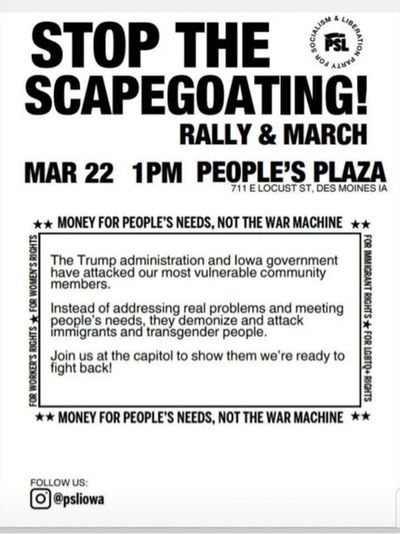 STOP THE
SCAPEGOATING!
PARTY FOR SOCIALISM & LIBERATION
PSL
RALLY & MARCH
MAR 22 1PM PEOPLE'S PLAZA
711 E LOCUST ST, DES MOINES IA
★★ MONEY FOR PEOPLE'S NEEDS, NOT THE WAR MACHINE ★★
FOR WORKER'S RIGHTS ★ FOR WOMEN'S RIGHTS
The Trump administration and Iowa government
have attacked our most vulnerable community
members.
Instead of addressing real problems and meeting
people's needs, they demonize and attack
immigrants and transgender people.
Join us at the capitol to show them we're ready to
fight back!
FOR IMMIGRANT RIGHTS ★ FOR LGBTQ+ RIGHTS
★★ MONEY FOR PEOPLE'S NEEDS, NOT THE WAR MACHINE ★★
FOLLOW US:
@psliowa